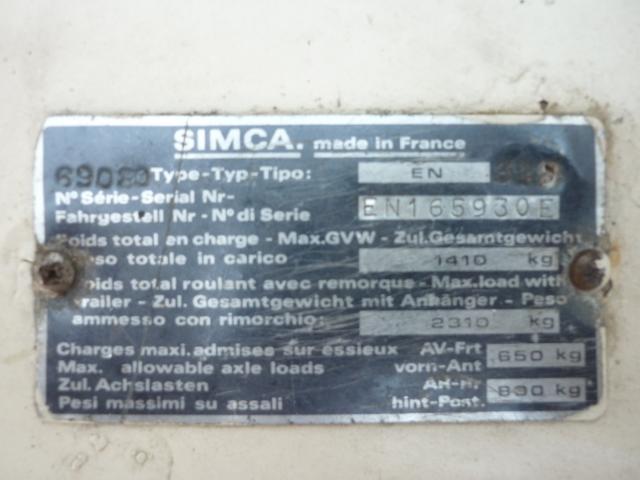 SIMCA. made in France
Type-Typ-Tipo: EN
Nº Série-Serial Nr-
Fahrgestell Nr - Nº di Serie EN165930E
Poids total en charge - Max.GVW - Zul.Gesamtgewicht
Peso totale in carico 1410 kg
Poids total roulant avec remorque - Max.load with
trailer - Zul. Gesamtgewicht mit Anhänger - Peso
ammesso con rimorchio: 2310 kg
Charges maxi.admises sur essieux AV-Frt 650 kg
Max. allowable axle loads vorn-Ant
Zul. Achslasten AR-Rr 830 kg
Pesi massimi su assali hint-Post.